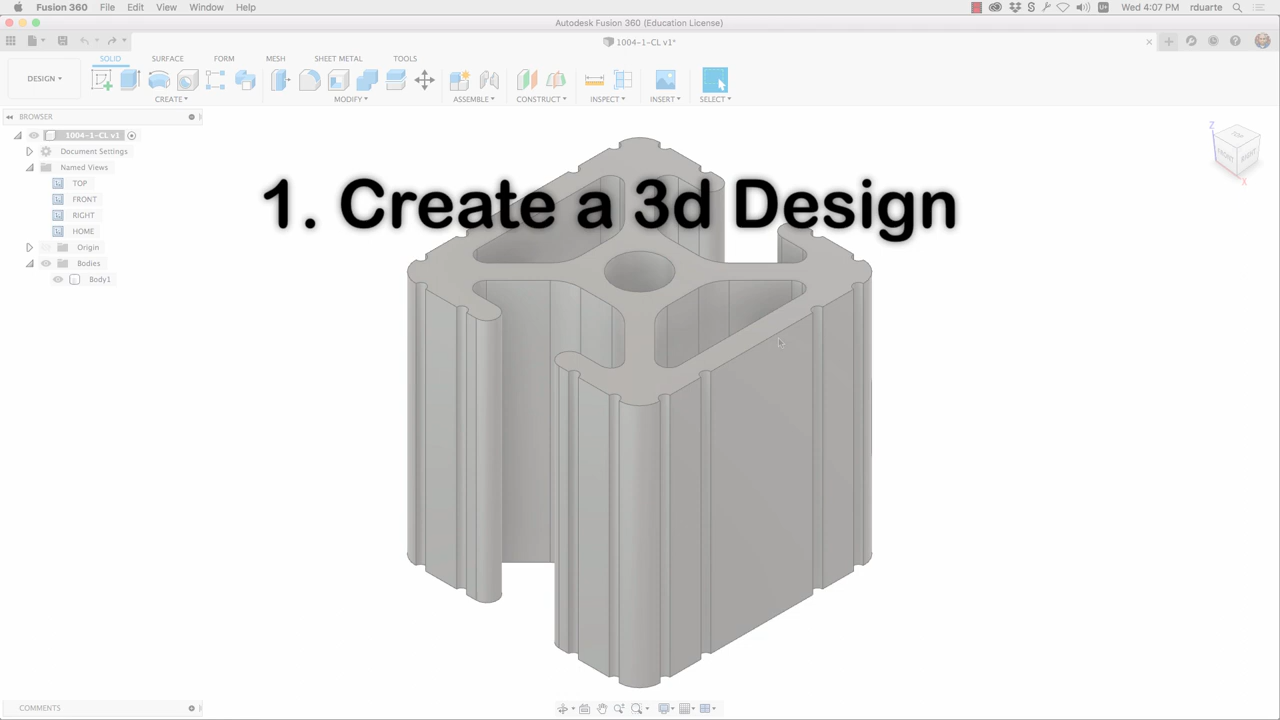 Fusion 360 File Edit View Window Help
Wed 4:07 PM rduarte
Autodesk Fusion 360 (Education License)
1004-1-CL v1*
SOLID SURFACE FORM MESH SHEET METAL TOOLS
DESIGN
CREATE MODIFY ASSEMBLE CONSTRUCT INSPECT INSERT SELECT
BROWSER
1004-1-CL v1
Document Settings
Named Views
TOP
FRONT
RIGHT
HOME
Origin
Bodies
Body1
Z
TOP
FRONT
RIGHT
X
1. Create a 3d Design
COMMENTS